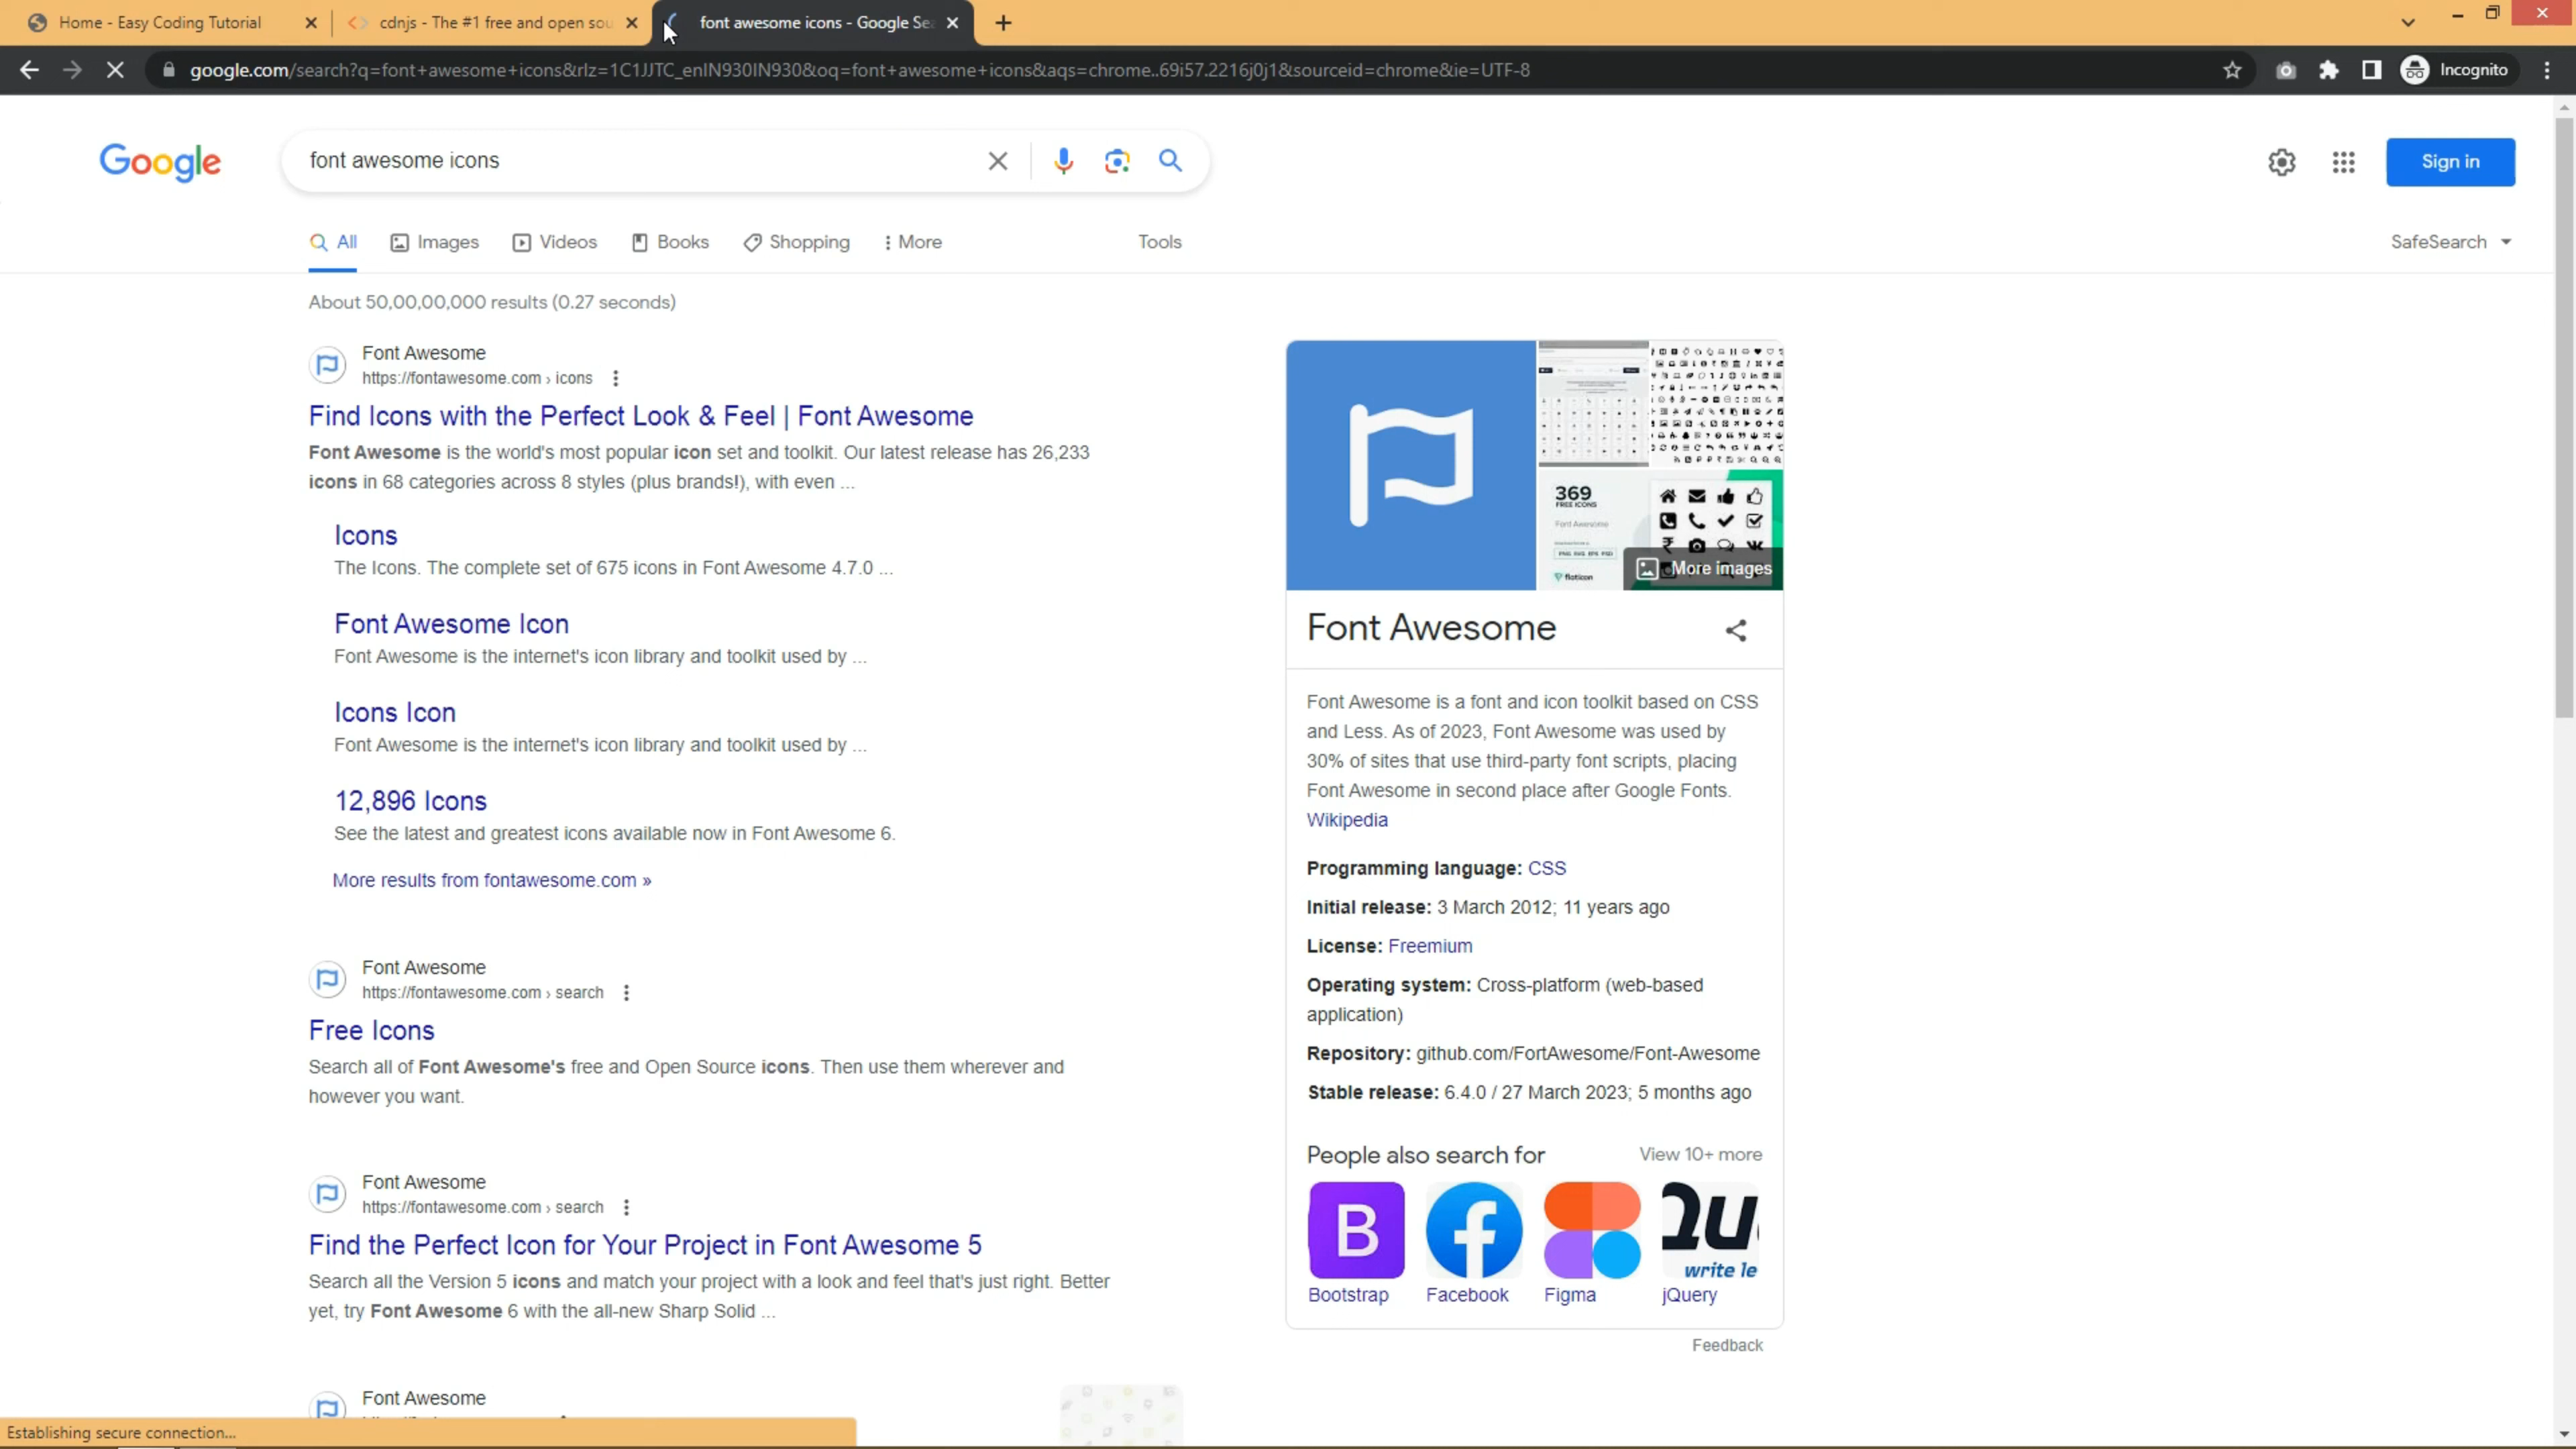 Home - Easy Coding Tutorial
cdnjs - The #1 free and open sou
font awesome icons - Google Se
google.com/search?q=font+awesome+icons&rlz=1C1JJTC_enIN930IN930&oq=font+awesome+icons&aqs=chrome..69i57.2216j0j1&sourceid=chrome&ie=UTF-8
Incognito
Google
font awesome icons
Sign in
All
Images
Videos
Books
Shopping
More
Tools
SafeSearch
About 50,00,00,000 results (0.27 seconds)
Font Awesome
https://fontawesome.com › icons
Find Icons with the Perfect Look & Feel | Font Awesome
Font Awesome is the world's most popular icon set and toolkit. Our latest release has 26,233
icons in 68 categories across 8 styles (plus brands!), with even ...
Icons
The Icons. The complete set of 675 icons in Font Awesome 4.7.0 ...
Font Awesome Icon
Font Awesome is the internet's icon library and toolkit used by ...
Icons Icon
Font Awesome is the internet's icon library and toolkit used by ...
12,896 Icons
See the latest and greatest icons available now in Font Awesome 6.
More results from fontawesome.com »
Font Awesome
https://fontawesome.com › search
Free Icons
Search all of Font Awesome's free and Open Source icons. Then use them wherever and
however you want.
Font Awesome
https://fontawesome.com › search
Find the Perfect Icon for Your Project in Font Awesome 5
Search all the Version 5 icons and match your project with a look and feel that's just right. Better
yet, try Font Awesome 6 with the all-new Sharp Solid ...
Font Awesome
369
FREE ICONS
Font Awesome
flaticon
More images
Font Awesome
Font Awesome is a font and icon toolkit based on CSS
and Less. As of 2023, Font Awesome was used by
30% of sites that use third-party font scripts, placing
Font Awesome in second place after Google Fonts.
Wikipedia
Programming language: CSS
Initial release: 3 March 2012; 11 years ago
License: Freemium
Operating system: Cross-platform (web-based
application)
Repository: github.com/FortAwesome/Font-Awesome
Stable release: 6.4.0 / 27 March 2023; 5 months ago
People also search for
View 10+ more
B
f
write le
Bootstrap
Facebook
Figma
jQuery
Feedback
Establishing secure connection...